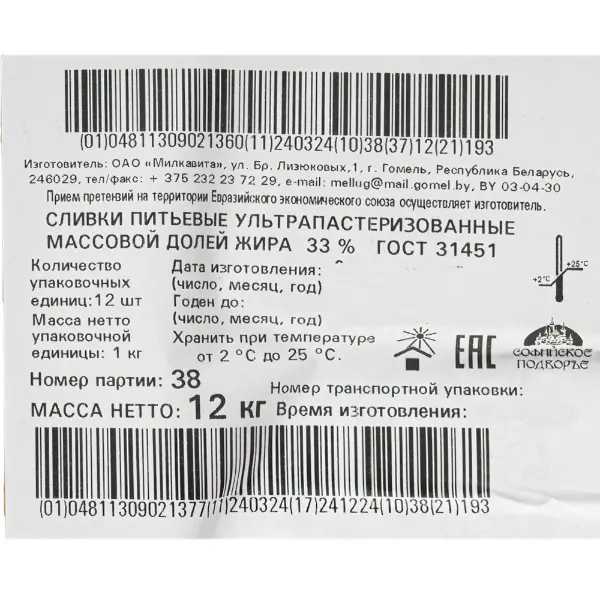 (01)04811309021360(11)240324(10)38(37)12(21)193
Изготовитель: ОАО «Милкавита», ул. Бр. Лизюковых,1, г. Гомель, Республика Беларусь,
246029, тел/факс: + 375 232 23 72 29, e-mail: mellug@mail.gomel.by, BY 03-04-30
Прием претензий на территории Евразийского экономического союза осуществляет изготовитель.
СЛИВКИ ПИТЬЕВЫЕ УЛЬТРАПАСТЕРИЗОВАННЫЕ
МАССОВОЙ ДОЛЕЙ ЖИРА 33 % ГОСТ 31451
Количество
упаковочных
единиц: 12 шт
Масса нетто
упаковочной
единицы: 1 кг
Дата изготовления:
(число, месяц, год)
Годен до:
(число, месяц, год)
Хранить при температуре
от 2 °C до 25 °C.
+2°C
+25°C
EAC
СОФИЙСКОЕ
ПОДВОРЬЕ
Номер партии: 38
Номер транспортной упаковки:
МАССА НЕТТО: 12 кг
Время изготовления:
(01)04811309021377(11)240324(17)241224(10)38(21)193